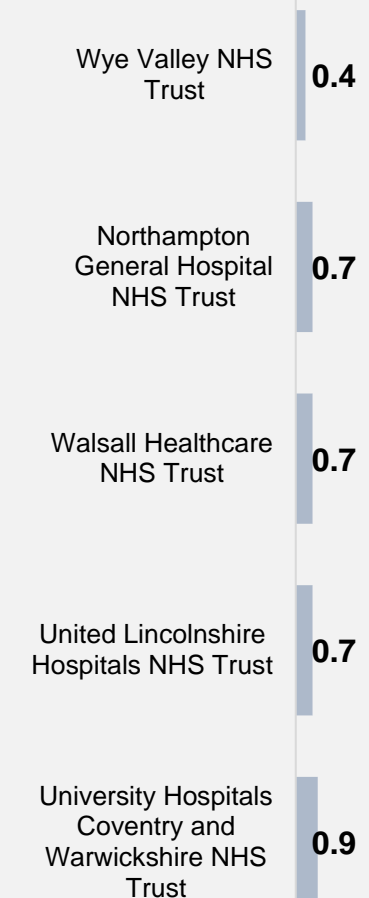 Wye Valley NHS
Trust
0.4
Northampton
General Hospital
NHS Trust
0.7
Walsall Healthcare
NHS Trust
0.7
United Lincolnshire
Hospitals NHS Trust
0.7
University Hospitals
Coventry and
Warwickshire NHS
Trust
0.9